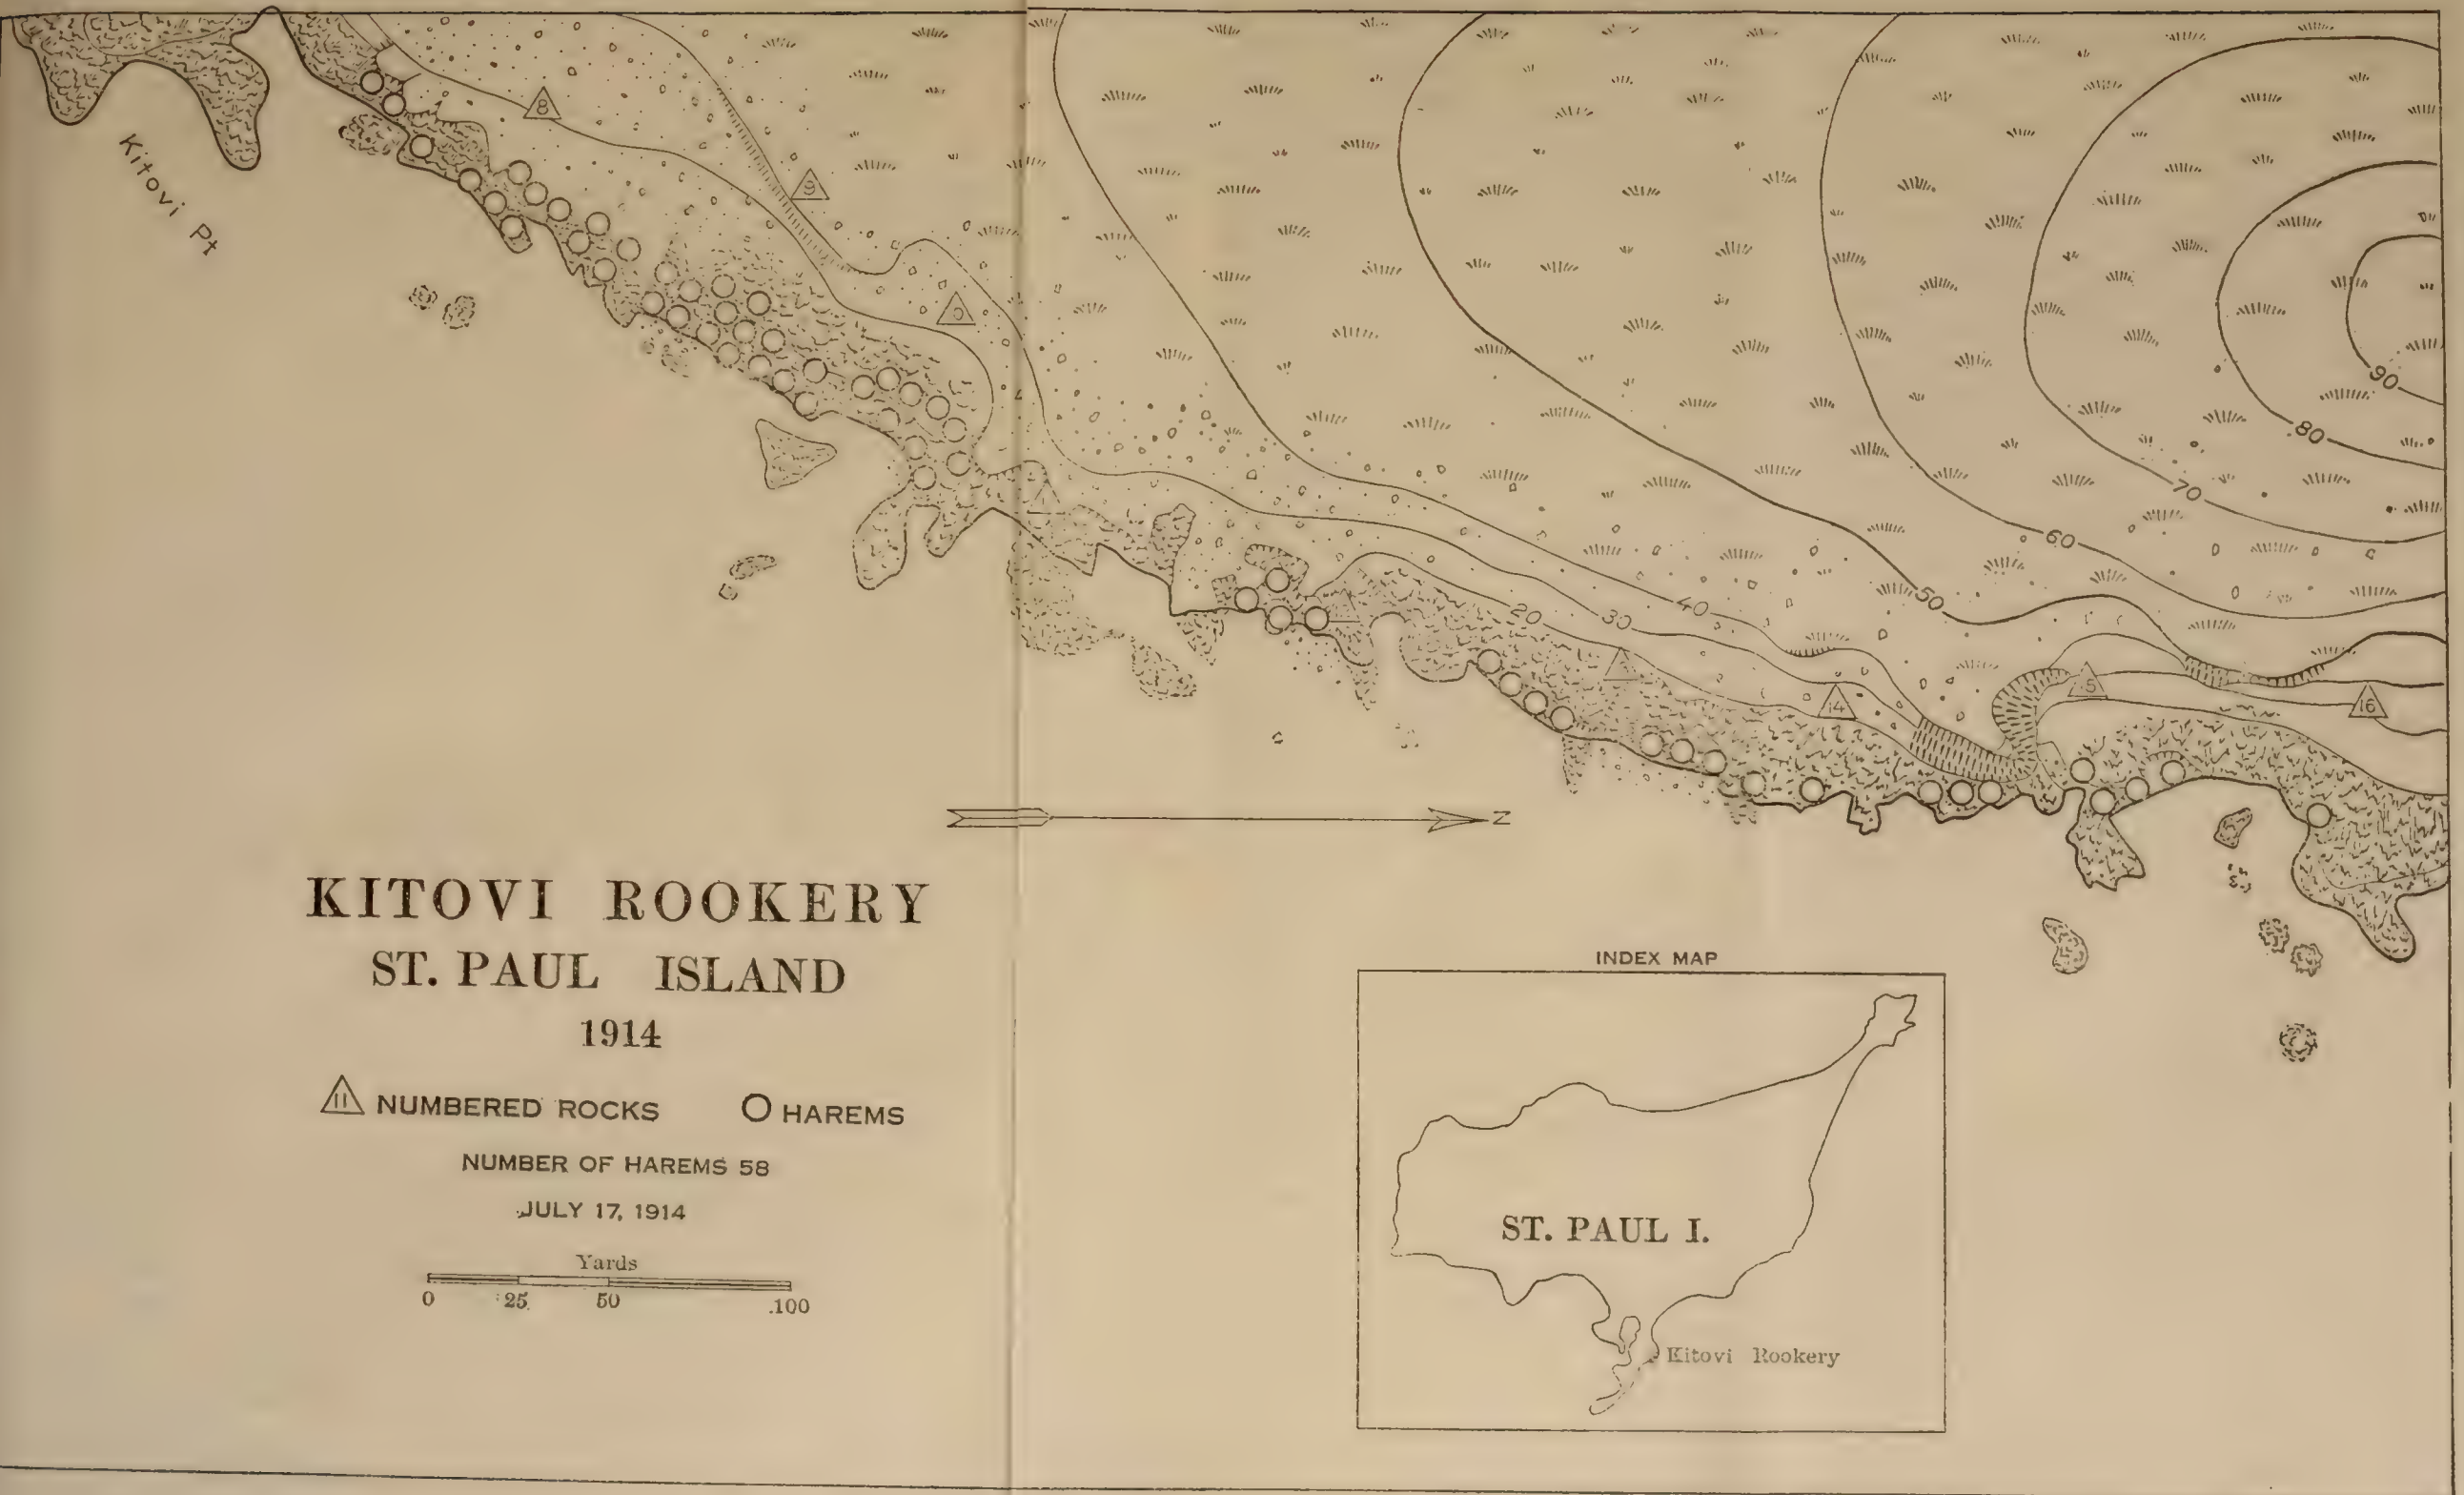 Kitovi Pt
8
9
90
80
70
60
50
40
30
20
14
15
16
N
KITOVI ROOKERY
ST. PAUL ISLAND
1914
11 NUMBERED ROCKS O HAREMS
NUMBER OF HAREMS 58
JULY 17, 1914
Yards
0 25 50 100
INDEX MAP
ST. PAUL I.
Kitovi Rookery